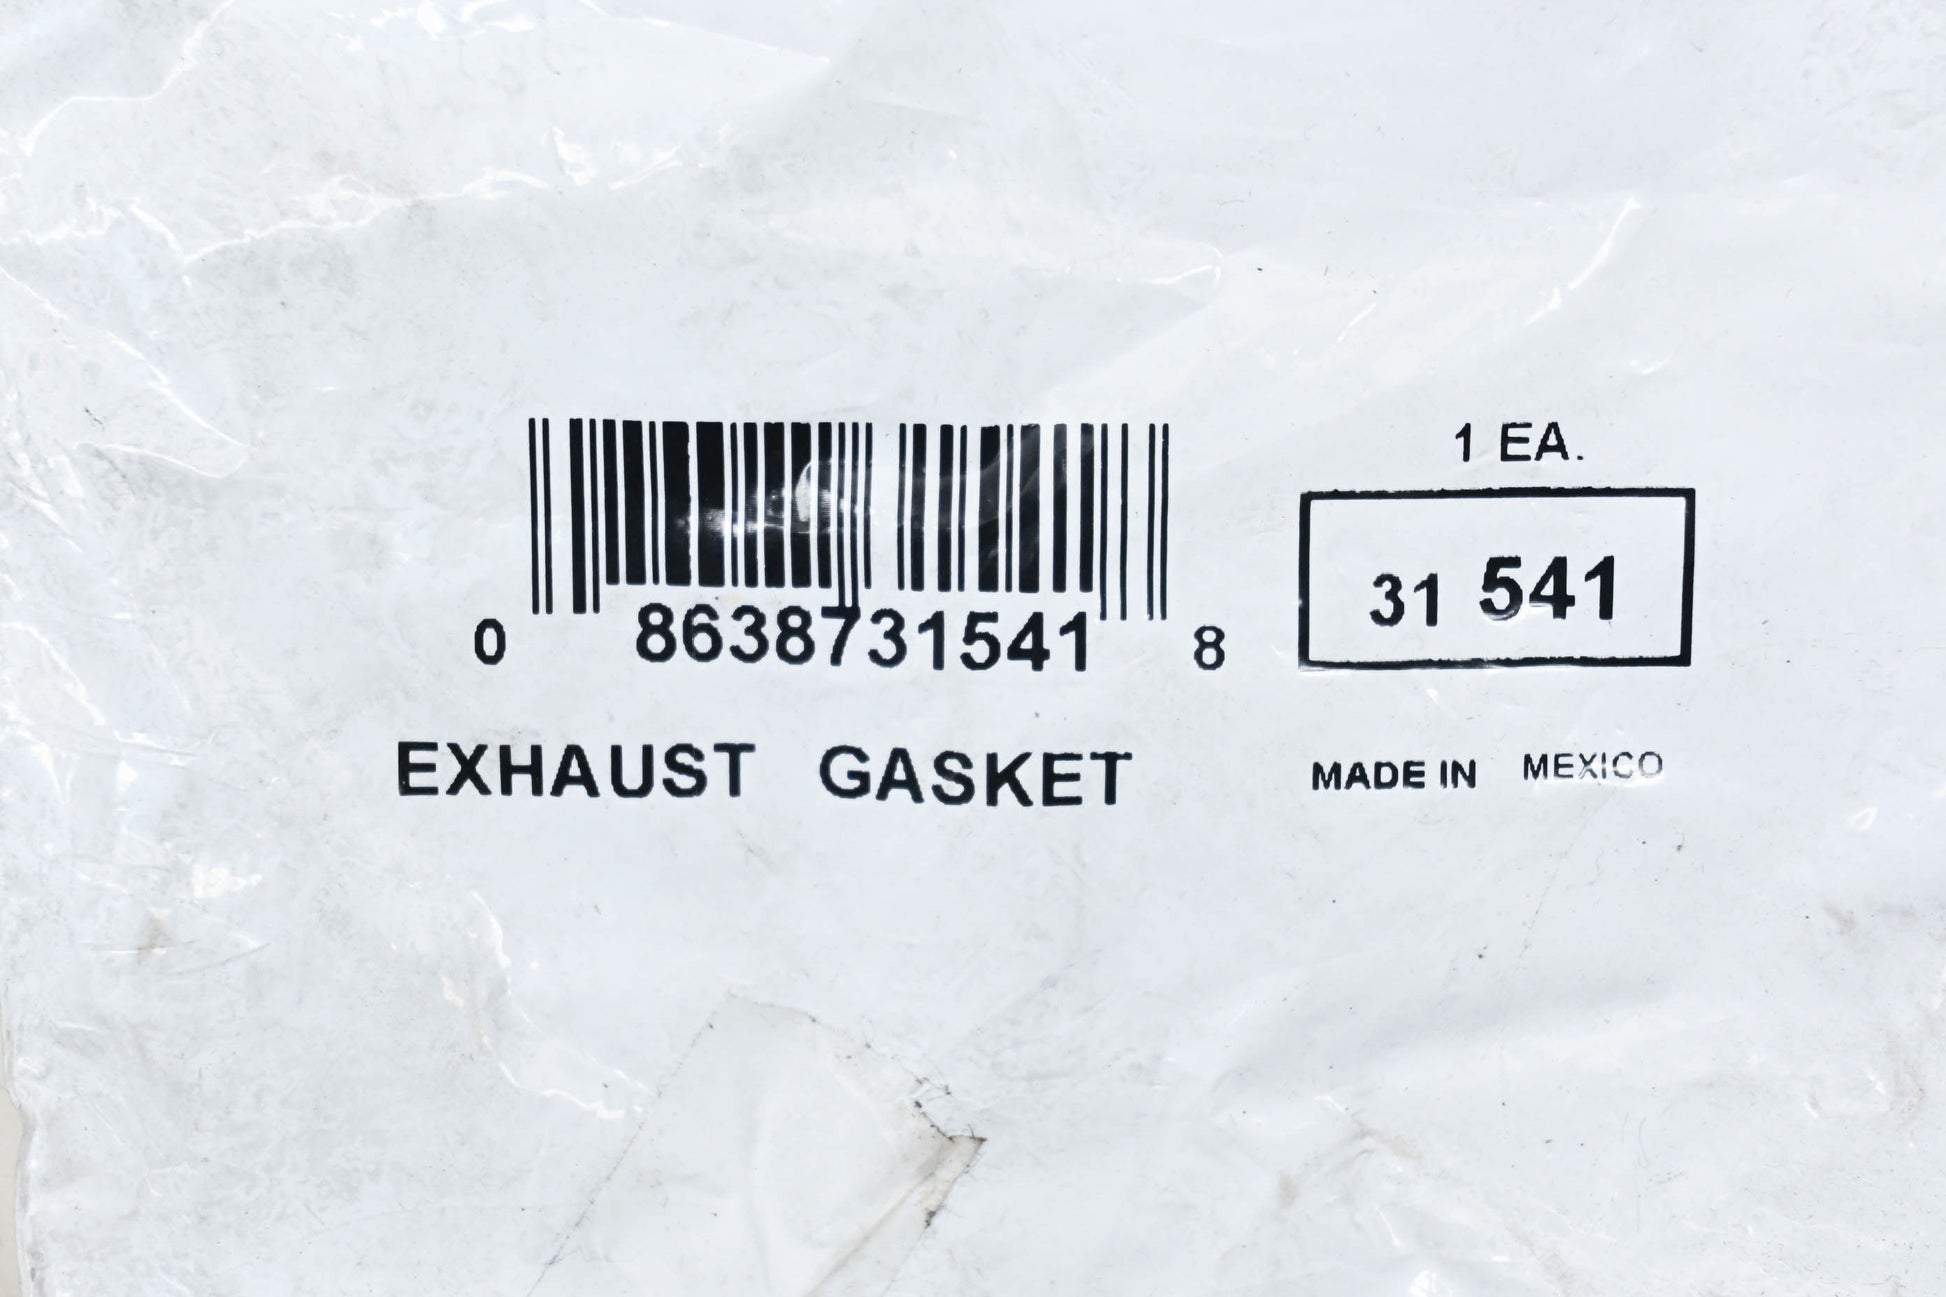 0 8638731541 8
EXHAUST GASKET
1 EA.
31 541
MADE IN MEXICO